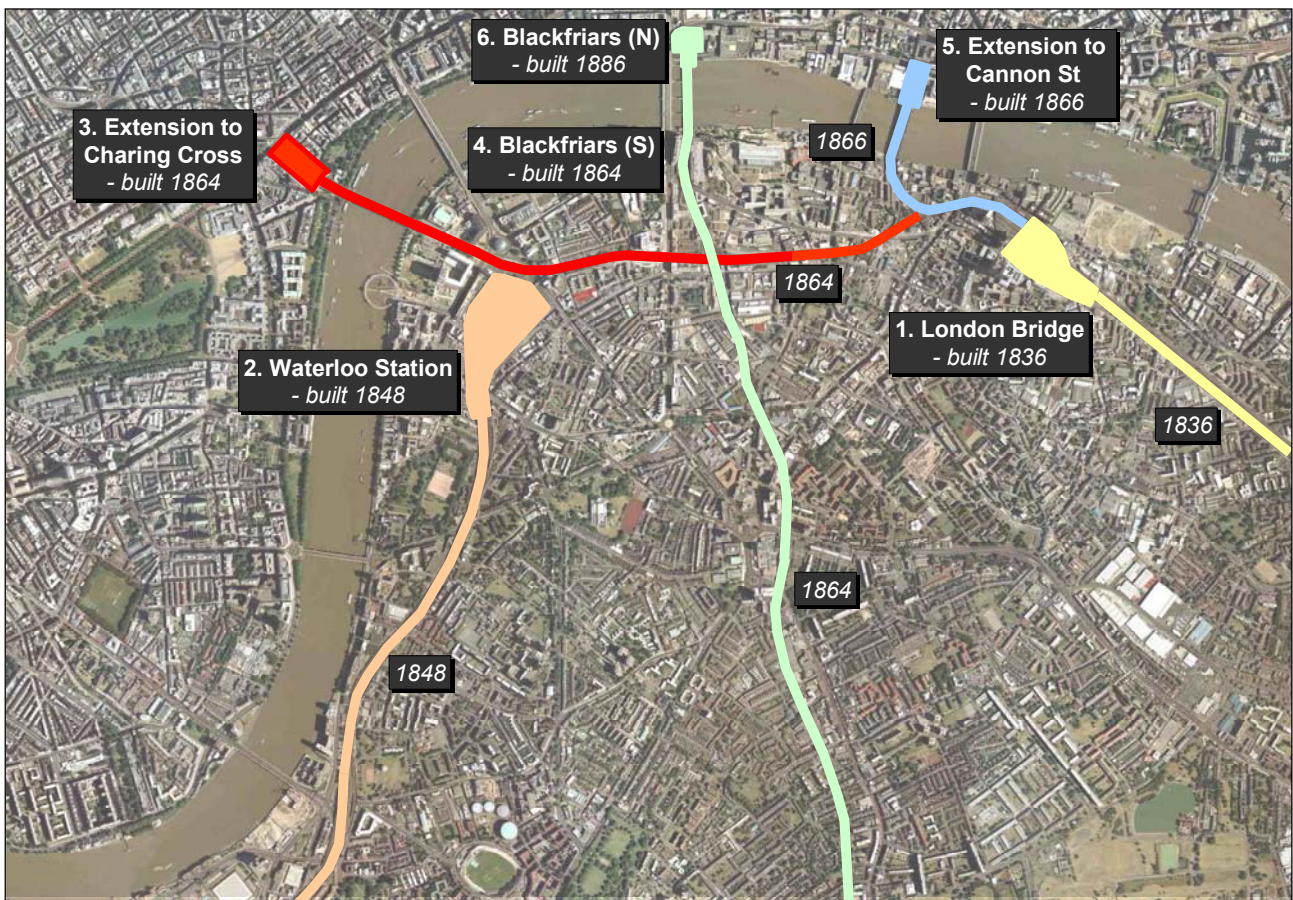 6. Blackfriars (N)
- built 1886
5. Extension to
Cannon St
- built 1866
3. Extension to
Charing Cross
- built 1864
4. Blackfriars (S)
- built 1864
1866
1864
1. London Bridge
- built 1836
2. Waterloo Station
- built 1848
1836
1864
1848